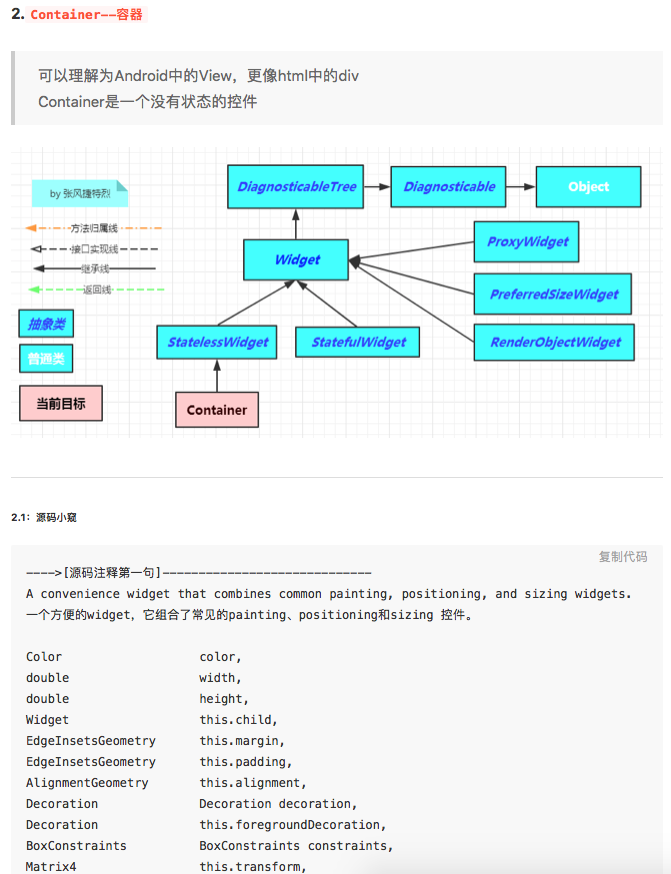 2. Container--容器
可以理解为Android中的View，更像html中的div
Container是一个没有状态的控件
by 张风捷特烈
方法归属线
接口实现线
继承线
返回线
抽象类
普通类
当前目标
DiagnosticableTree
Diagnosticable
Object
Widget
ProxyWidget
PreferredSizeWidget
RenderObjectWidget
StatelessWidget
StatefulWidget
Container
2.1：源码小窥
复制代码
---->[源码注释第一句]-----------------------------
A convenience widget that combines common painting, positioning, and sizing widgets.
一个方便的widget，它组合了常见的painting、positioning和sizing 控件。
Color color,
double width,
double height,
Widget this.child,
EdgeInsetsGeometry this.margin,
EdgeInsetsGeometry this.padding,
AlignmentGeometry this.alignment,
Decoration Decoration decoration,
Decoration this.foregroundDecoration,
BoxConstraints BoxConstraints constraints,
Matrix4 this.transform,